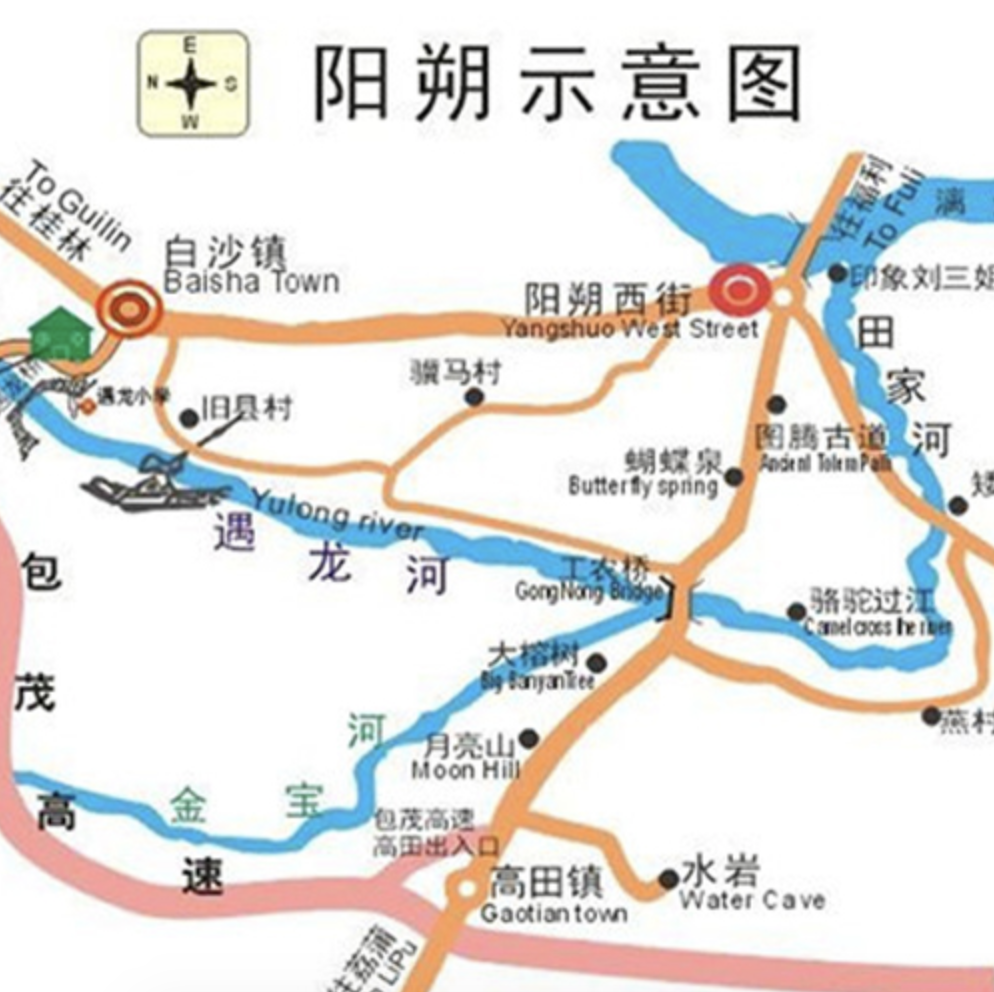 E
N
S
W
阳朔示意图
To Guilin
往桂林
往福利
To Fuli
漓
白沙镇
Baisha Town
阳朔西街
Yangshuo West Street
印象刘三姐
田家河
骥马村
遇龙小学
旧县村
图腾古道
Ancient Totem Path
蝴蝶泉
Butterfly spring
矮
Yulong river
遇龙河
工农桥
GongNong Bridge
骆驼过江
Camel cross the river
大榕树
Big Banyan Tree
燕村
月亮山
Moon Hill
金宝河
包茂高速
包茂高速
高田出入口
高田镇
Gaotian town
水岩
Water Cave
往荔蒲
LiPu